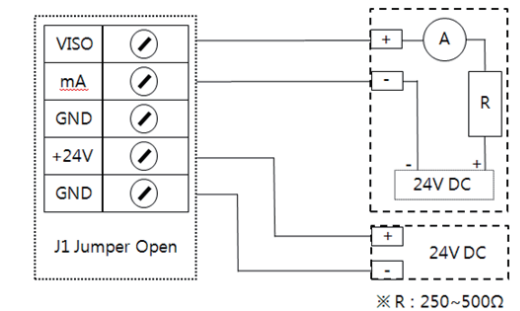 VISO
mA
GND
+24V
GND
J1 Jumper Open
+
A
-
R
-
+
24V DC
+
24V DC
-
※ R : 250~500Ω